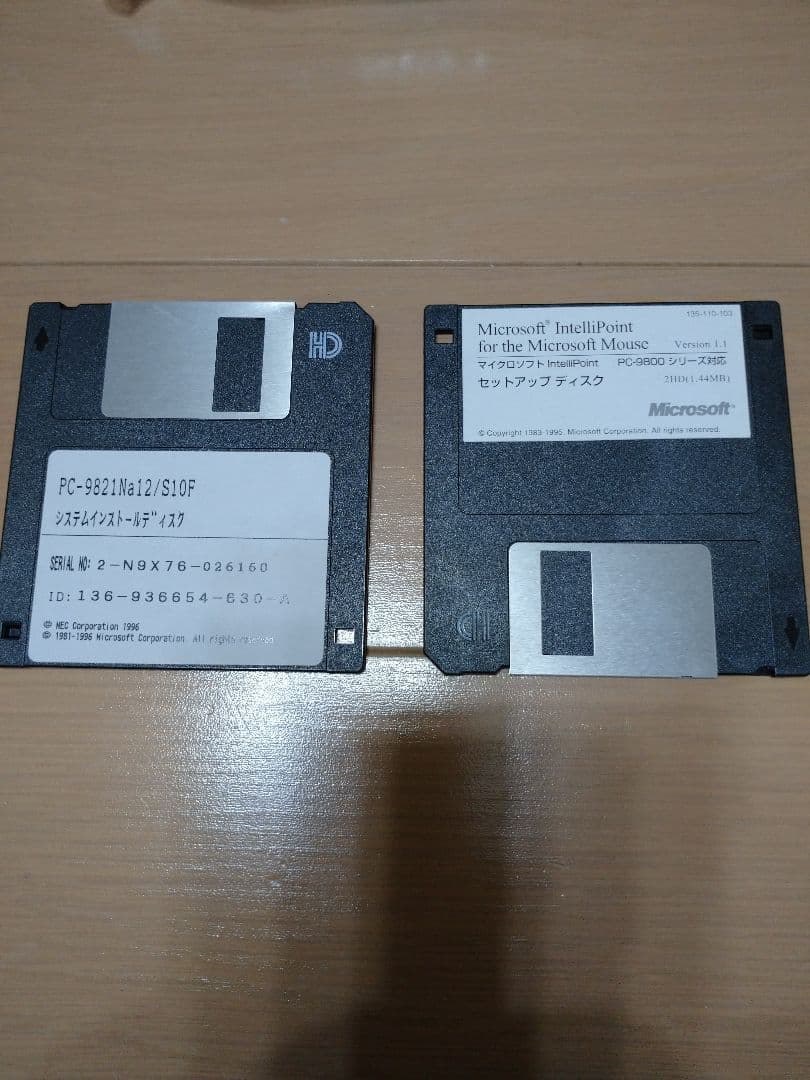 HD
PC-9821Na12/S10F
システムインストールディスク
SERIAL NO: 2-N9X76-026160
ID: 136-936654-630-A
© NEC Corporation 1996
© 1981-1996 Microsoft Corporation. All rights reserved
135-110-103
Microsoft® IntelliPoint
for the Microsoft Mouse Version 1.1
マイクロソフト IntelliPoint PC-9800 シリーズ対応
セットアップ ディスク 2HD(1.44MB)
Microsoft
© Copyright 1983-1995, Microsoft Corporation. All rights reserved.
HD